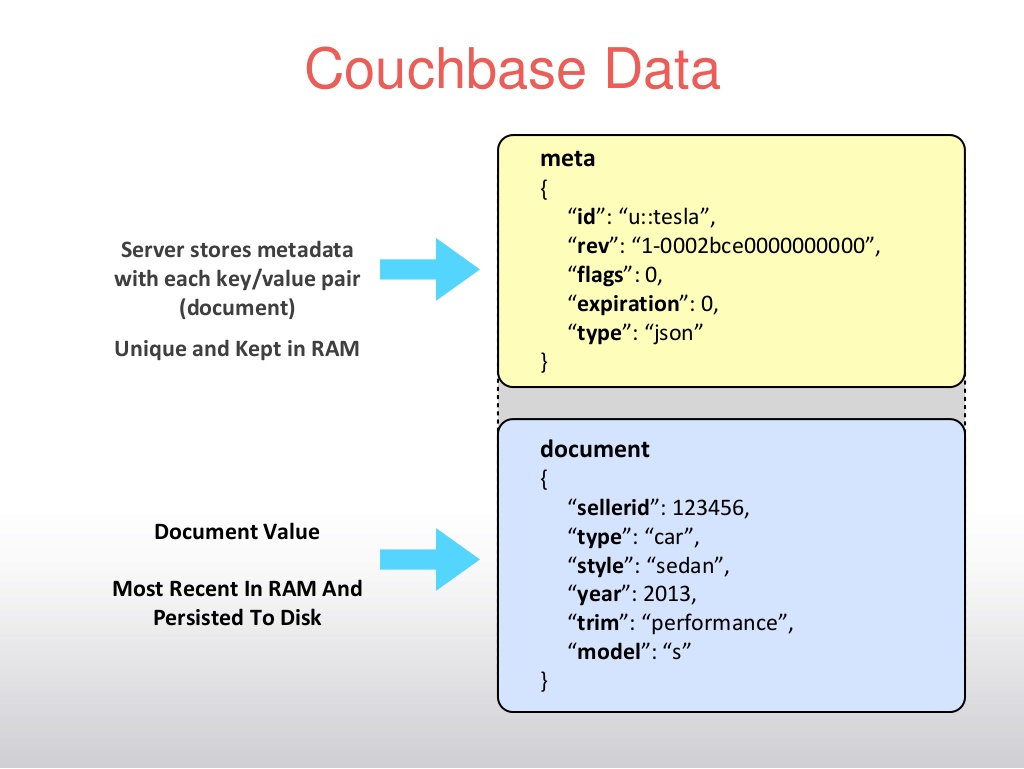 Couchbase Data
Server stores metadata
with each key/value pair
(document)
Unique and Kept in RAM
meta
{
“id”: “u::tesla”,
“rev”: “1-0002bce0000000000”,
“flags”: 0,
“expiration”: 0,
“type”: “json”
}
Document Value
Most Recent In RAM And
Persisted To Disk
document
{
“sellerid”: 123456,
“type”: “car”,
“style”: “sedan”,
“year”: 2013,
“trim”: “performance”,
“model”: “s”
}